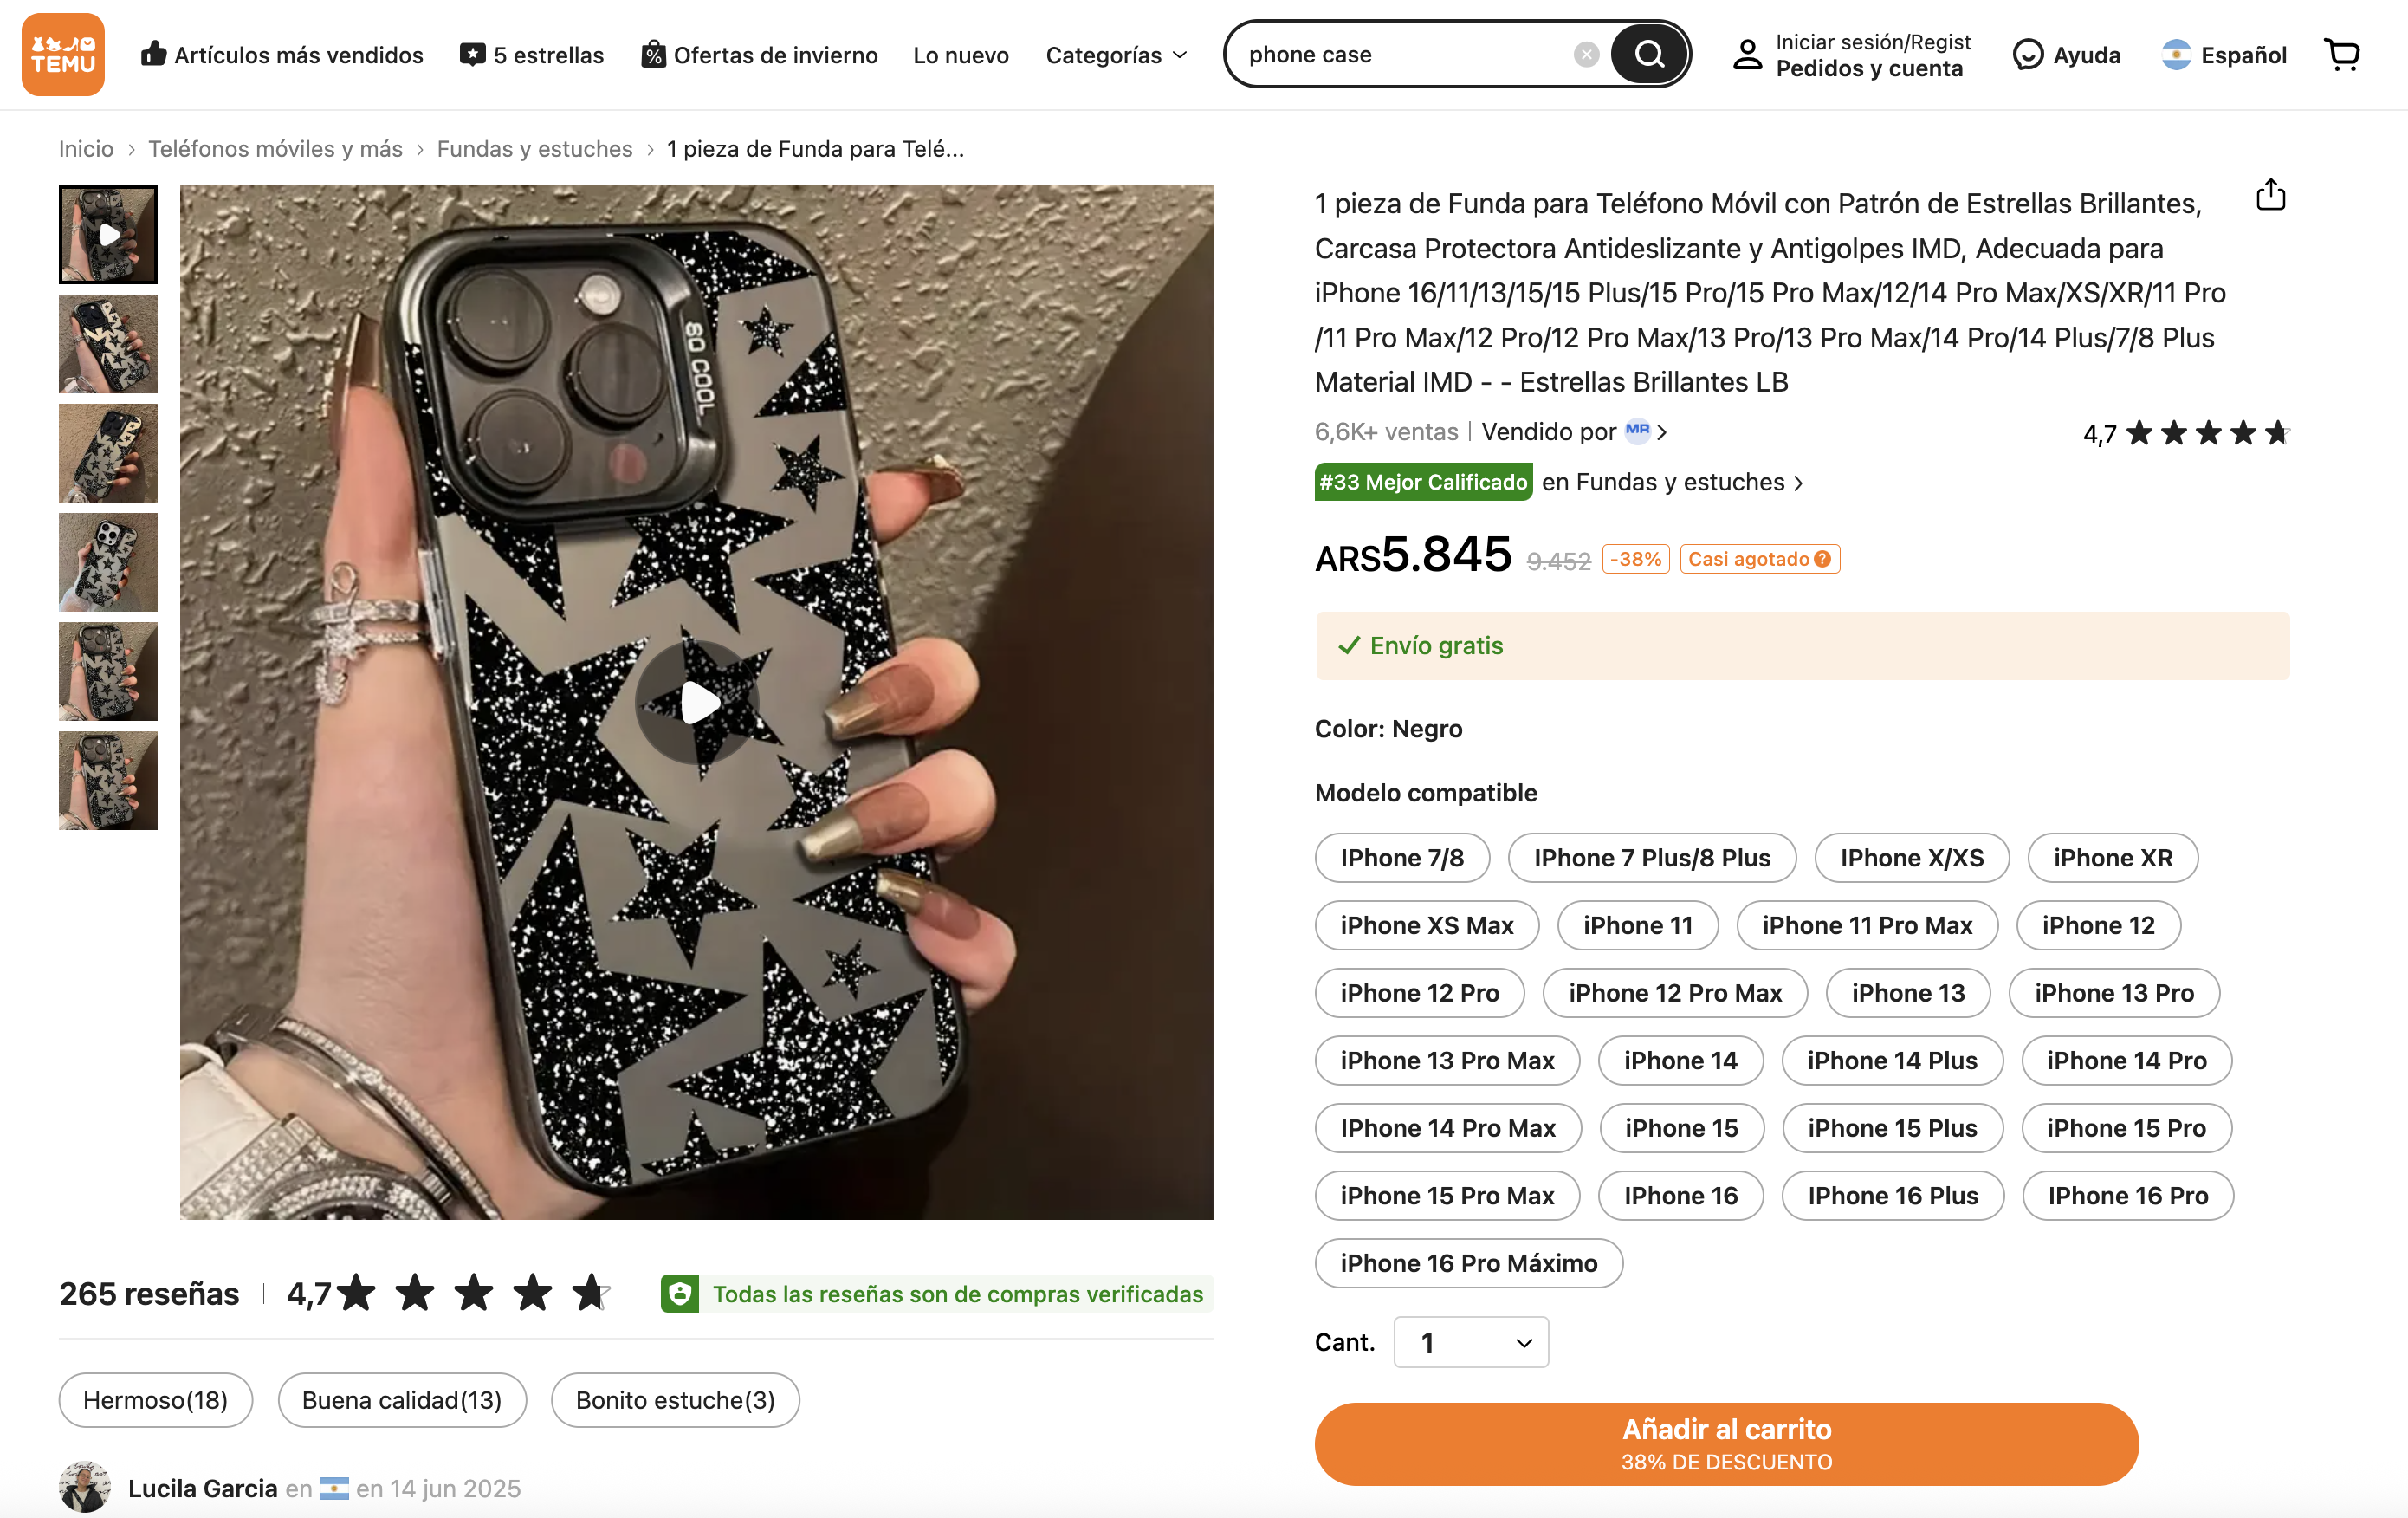 TEMU
Artículos más vendidos
5 estrellas
Ofertas de invierno
Lo nuevo
Categorías
phone case
Iniciar sesión/Regist
Pedidos y cuenta
Ayuda
Español
Inicio › Teléfonos móviles y más › Fundas y estuches › 1 pieza de Funda para Telé...
SO COOL
1 pieza de Funda para Teléfono Móvil con Patrón de Estrellas Brillantes,
Carcasa Protectora Antideslizante y Antigolpes IMD, Adecuada para
iPhone 16/11/13/15/15 Plus/15 Pro/15 Pro Max/12/14 Pro Max/XS/XR/11 Pro
/11 Pro Max/12 Pro/12 Pro Max/13 Pro/13 Pro Max/14 Pro/14 Plus/7/8 Plus
Material IMD - - Estrellas Brillantes LB
6,6K+ ventas | Vendido por MR
4,7
#33 Mejor Calificado en Fundas y estuches
ARS5.845 9.452 -38% Casi agotado ?
Envío gratis
Color: Negro
Modelo compatible
IPhone 7/8
IPhone 7 Plus/8 Plus
IPhone X/XS
iPhone XR
iPhone XS Max
iPhone 11
iPhone 11 Pro Max
iPhone 12
iPhone 12 Pro
iPhone 12 Pro Max
iPhone 13
iPhone 13 Pro
iPhone 13 Pro Max
iPhone 14
iPhone 14 Plus
iPhone 14 Pro
IPhone 14 Pro Max
iPhone 15
iPhone 15 Plus
iPhone 15 Pro
iPhone 15 Pro Max
IPhone 16
IPhone 16 Plus
IPhone 16 Pro
iPhone 16 Pro Máximo
Cant. 1
Añadir al carrito
38% DE DESCUENTO
265 reseñas | 4,7
Todas las reseñas son de compras verificadas
Hermoso(18)
Buena calidad(13)
Bonito estuche(3)
Lucila Garcia en en 14 jun 2025